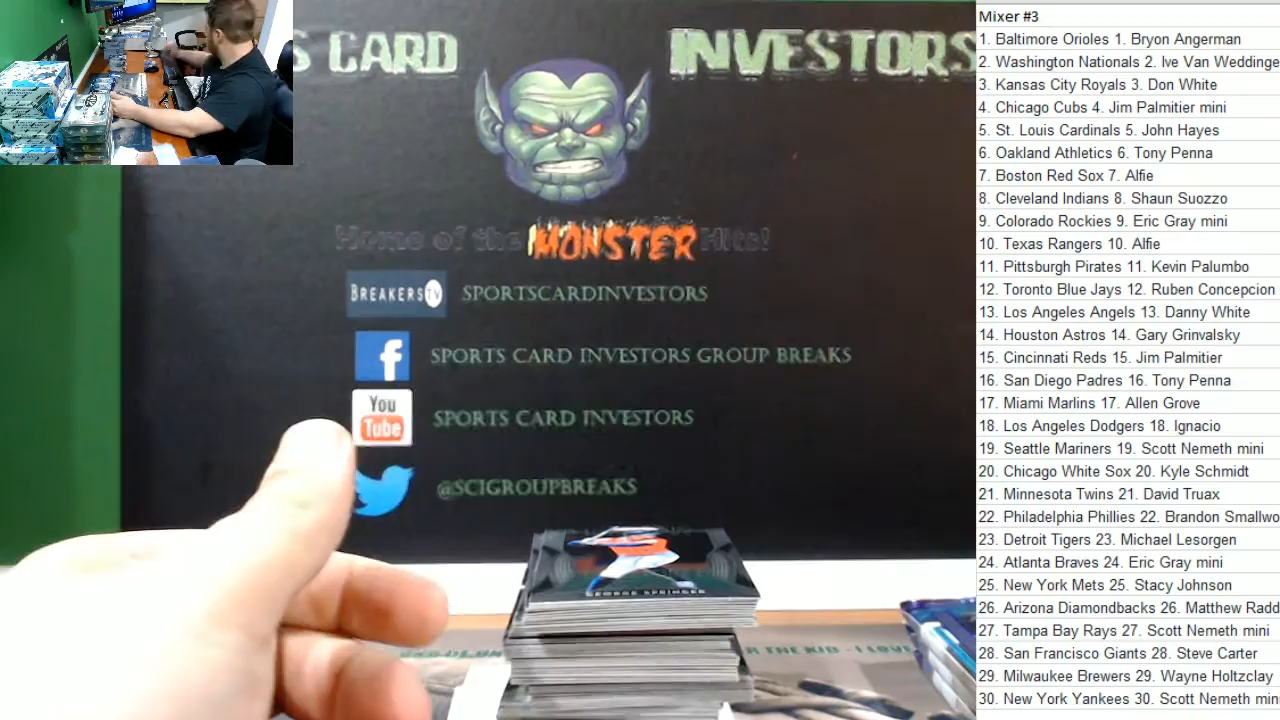 S CARD INVESTORS
Home of the MONSTER Hits!
BREAKERS TV SPORTSCARDINVESTORS
f SPORTS CARD INVESTORS GROUP BREAKS
You Tube SPORTS CARD INVESTORS
@SCIGROUPBREAKS
GEORGE SPRINGER
THE KID - I LOVE
Mixer #3
1. Baltimore Orioles 1. Bryon Angerman
2. Washington Nationals 2. Ive Van Weddinge
3. Kansas City Royals 3. Don White
4. Chicago Cubs 4. Jim Palmitier mini
5. St. Louis Cardinals 5. John Hayes
6. Oakland Athletics 6. Tony Penna
7. Boston Red Sox 7. Alfie
8. Cleveland Indians 8. Shaun Suozzo
9. Colorado Rockies 9. Eric Gray mini
10. Texas Rangers 10. Alfie
11. Pittsburgh Pirates 11. Kevin Palumbo
12. Toronto Blue Jays 12. Ruben Concepcion
13. Los Angeles Angels 13. Danny White
14. Houston Astros 14. Gary Grinvalsky
15. Cincinnati Reds 15. Jim Palmitier
16. San Diego Padres 16. Tony Penna
17. Miami Marlins 17. Allen Grove
18. Los Angeles Dodgers 18. Ignacio
19. Seattle Mariners 19. Scott Nemeth mini
20. Chicago White Sox 20. Kyle Schmidt
21. Minnesota Twins 21. David Truax
22. Philadelphia Phillies 22. Brandon Smallwo
23. Detroit Tigers 23. Michael Lesorgen
24. Atlanta Braves 24. Eric Gray mini
25. New York Mets 25. Stacy Johnson
26. Arizona Diamondbacks 26. Matthew Radd
27. Tampa Bay Rays 27. Scott Nemeth mini
28. San Francisco Giants 28. Steve Carter
29. Milwaukee Brewers 29. Wayne Holtzclay
30. New York Yankees 30. Scott Nemeth min